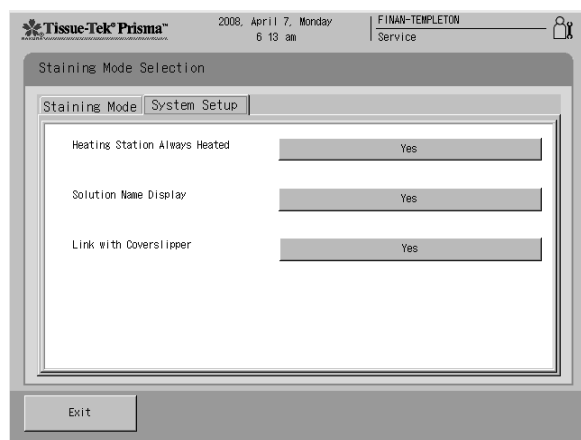 Tissue-Tek® Prisma™
2008, April 7, Monday
6 13 am
FINAN-TEMPLETON
Service
Staining Mode Selection
Staining Mode
System Setup
Heating Station Always Heated
Yes
Solution Name Display
Yes
Link with Coverslipper
Yes
Exit